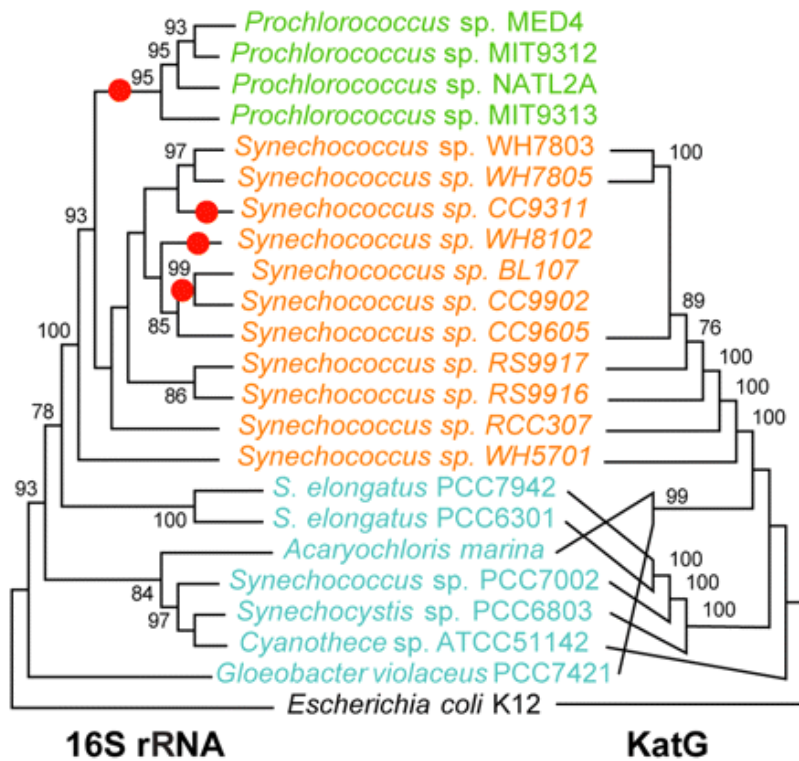 93 Prochlorococcus sp. MED4
95 Prochlorococcus sp. MIT9312
95 Prochlorococcus sp. NATL2A
Prochlorococcus sp. MIT9313
97 Synechococcus sp. WH7803 100
Synechococcus sp. WH7805
93 Synechococcus sp. CC9311
Synechococcus sp. WH8102
99 Synechococcus sp. BL107
Synechococcus sp. CC9902 89
100 85 Synechococcus sp. CC9605 76
Synechococcus sp. RS9917 100
86 Synechococcus sp. RS9916 100
78 Synechococcus sp. RCC307 100
Synechococcus sp. WH5701
93 S. elongatus PCC7942 99
100 S. elongatus PCC6301
Acaryochloris marina 100
84 Synechococcus sp. PCC7002 100
97 Synechocystis sp. PCC6803 100
Cyanothece sp. ATCC51142
Gloeobacter violaceus PCC7421
Escherichia coli K12
16S rRNA KatG